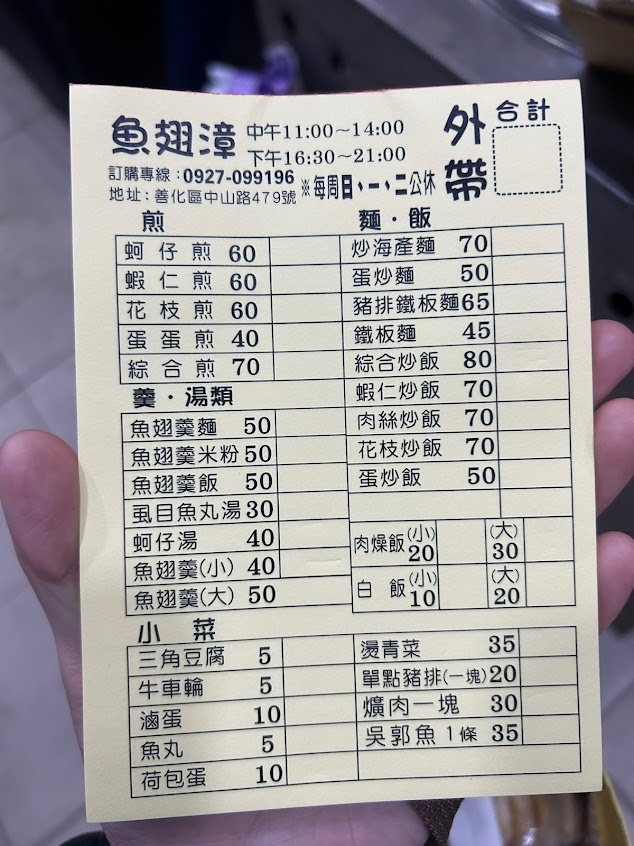 魚翅漳
中午11:00~14:00
下午16:30~21:00
訂購專線:0927-099196
※每周日、一、二公休
地址:善化區中山路479號
外帶
合計
煎
蚵仔煎 60
蝦仁煎 60
花枝煎 60
蛋蛋煎 40
綜合煎 70
羹・湯類
魚翅羹麵 50
魚翅羹米粉 50
魚翅羹飯 50
虱目魚丸湯 30
蚵仔湯 40
魚翅羹(小) 40
魚翅羹(大) 50
麵・飯
炒海產麵 70
蛋炒麵 50
豬排鐵板麵 65
鐵板麵 45
綜合炒飯 80
蝦仁炒飯 70
肉絲炒飯 70
花枝炒飯 70
蛋炒飯 50
肉燥飯 (小) 20 (大) 30
白飯 (小) 10 (大) 20
小菜
三角豆腐 5
牛車輪 5
滷蛋 10
魚丸 5
荷包蛋 10
燙青菜 35
單點豬排(一塊) 20
爌肉一塊 30
吳郭魚1條 35